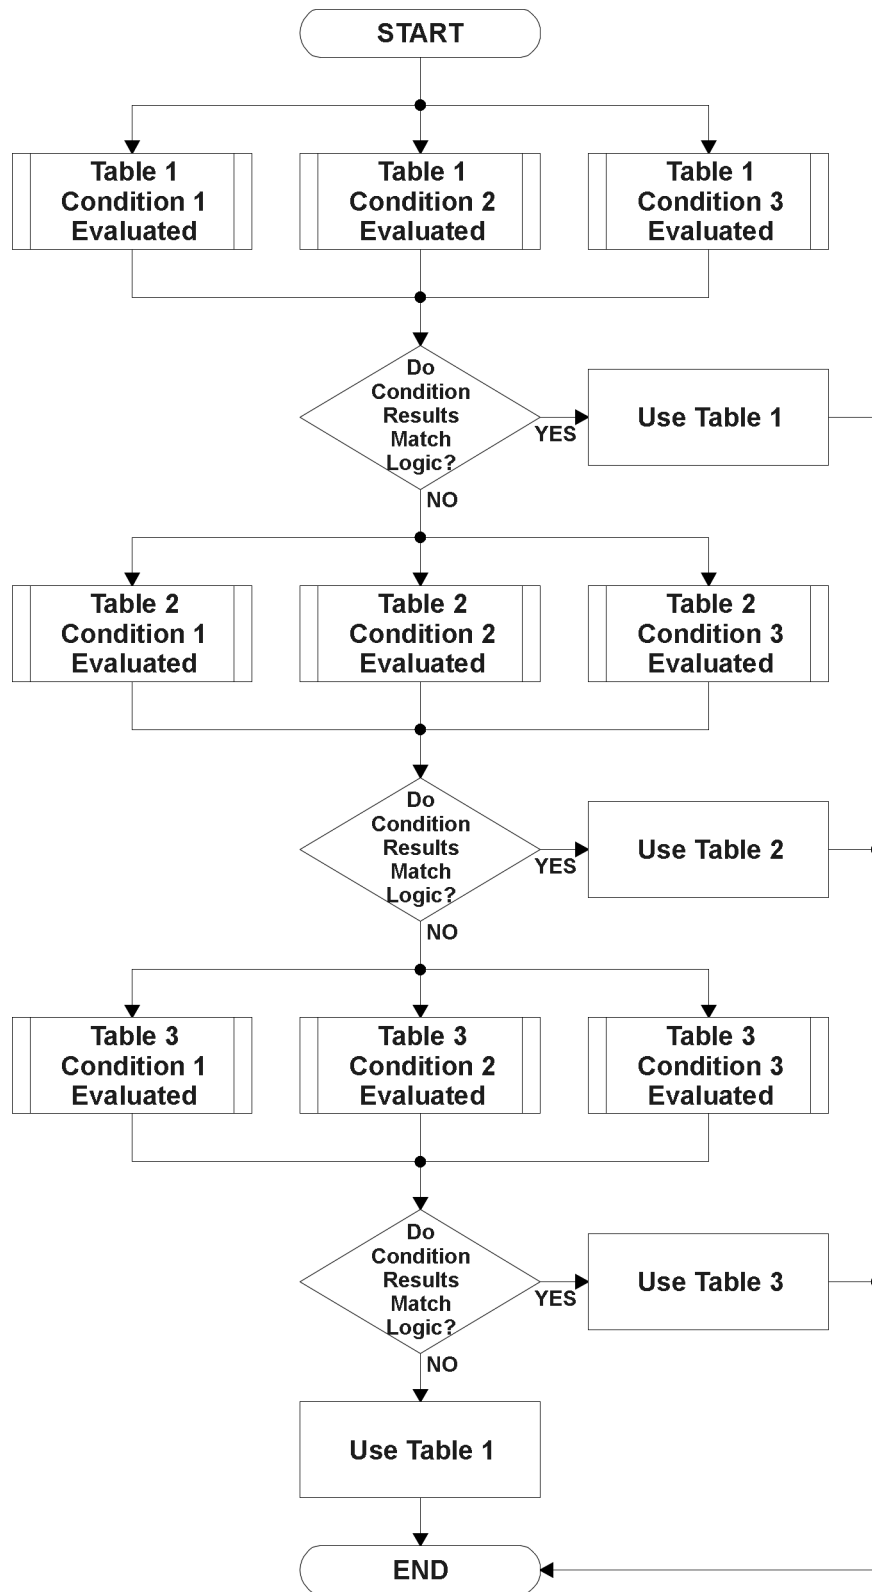 START
Table 1
Condition 1
Evaluated
Table 1
Condition 2
Evaluated
Table 1
Condition 3
Evaluated
Do
Condition
Results
Match
Logic?
YES
Use Table 1
NO
Table 2
Condition 1
Evaluated
Table 2
Condition 2
Evaluated
Table 2
Condition 3
Evaluated
Do
Condition
Results
Match
Logic?
YES
Use Table 2
NO
Table 3
Condition 1
Evaluated
Table 3
Condition 2
Evaluated
Table 3
Condition 3
Evaluated
Do
Condition
Results
Match
Logic?
YES
Use Table 3
NO
Use Table 1
END